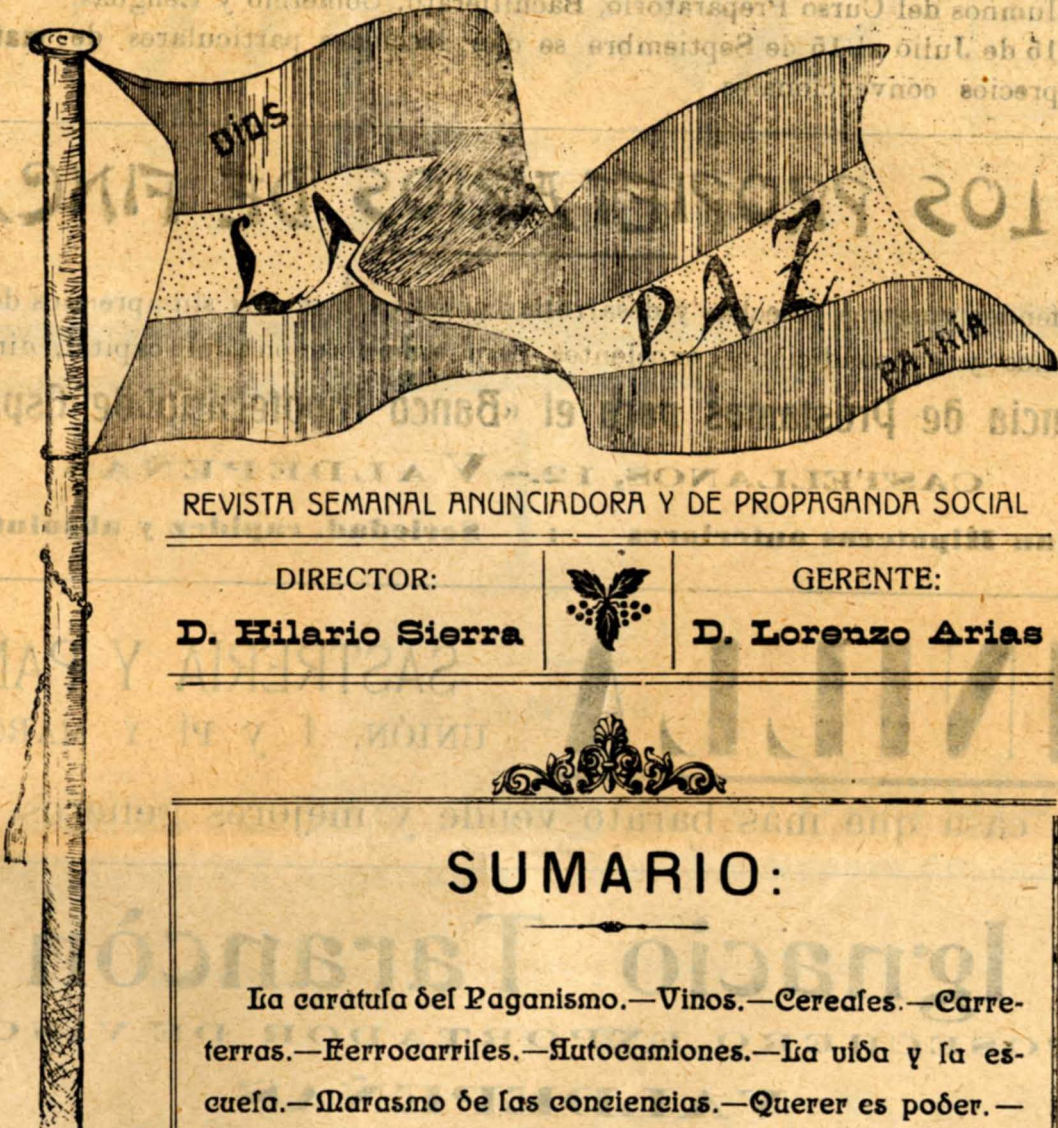 DIOS
LA PAZ
PATRIA
REVISTA SEMANAL ANUNCIADORA Y DE PROPAGANDA SOCIAL
DIRECTOR:
D. Hilario Sierra
GERENTE:
D. Lorenzo Arias
SUMARIO:
La caratula del Paganismo.—Vinos.—Cereales.—Carre-
terras.—Ferrocarriles.—Autocamiones.—La vida y la es-
cuela.—Marasmo de las conciencias.—Querer es poder.—